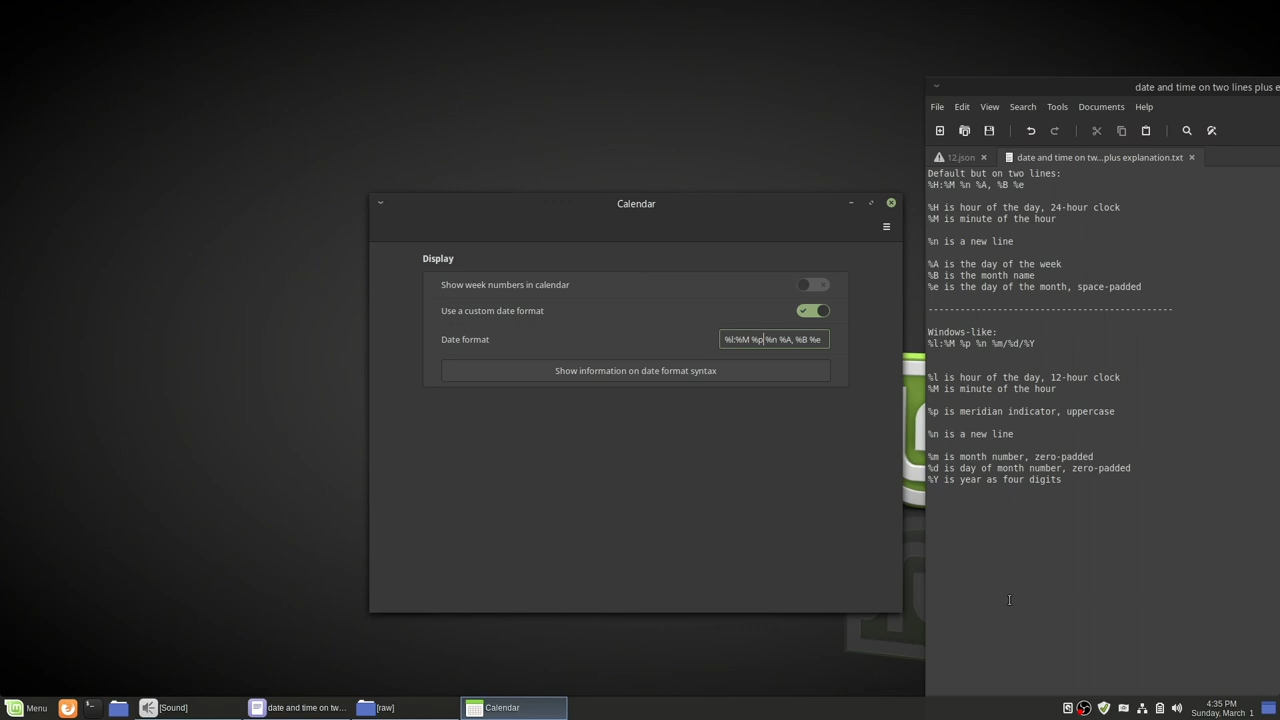 Calendar
Display
Show week numbers in calendar
Use a custom date format
Date format
%l:%M %p %n %A, %B %e
Show information on date format syntax
date and time on two lines plus e
File Edit View Search Tools Documents Help
12.json
date and time on tw...plus explanation.txt
Default but on two lines:
%H:%M %n %A, %B %e
%H is hour of the day, 24-hour clock
%M is minute of the hour
%n is a new line
%A is the day of the week
%B is the month name
%e is the day of the month, space-padded
----------------------------------------------
Windows-like:
%l:%M %p %n %m/%d/%Y
%l is hour of the day, 12-hour clock
%M is minute of the hour
%p is meridian indicator, uppercase
%n is a new line
%m is month number, zero-padded
%d is day of month number, zero-padded
%Y is year as four digits
Menu
[Sound]
date and time on tw...
[raw]
Calendar
4:35 PM
Sunday, March 1